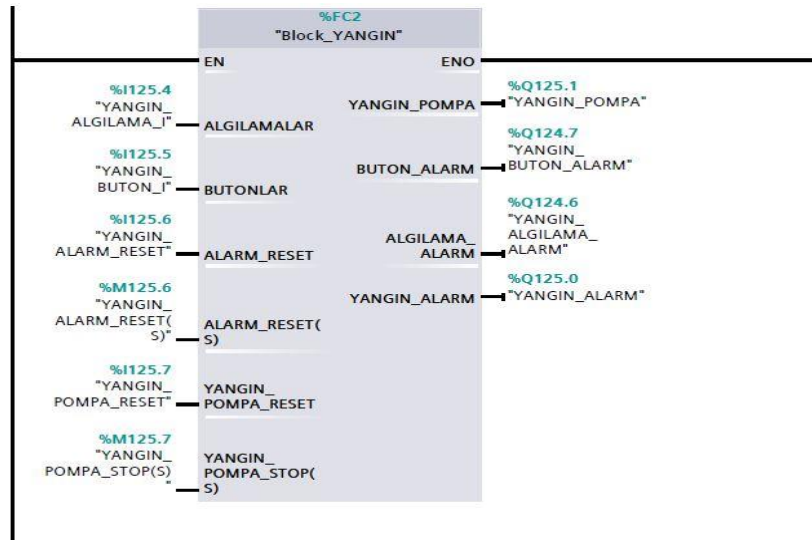 %FC2
"Block_YANGIN"
EN
ENO
%I125.4
"YANGIN_
ALGILAMA_I"
ALGILAMALAR
%I125.5
"YANGIN_
BUTON_I"
BUTONLAR
%I125.6
"YANGIN_
ALARM_RESET"
ALARM_RESET
%M125.6
"YANGIN_
ALARM_RESET(
S)"
ALARM_RESET(
S)
%I125.7
"YANGIN_
POMPA_RESET"
YANGIN_
POMPA_RESET
%M125.7
"YANGIN_
POMPA_STOP(S)
"
YANGIN_
POMPA_STOP(
S)
YANGIN_POMPA
%Q125.1
"YANGIN_POMPA"
BUTON_ALARM
%Q124.7
"YANGIN_
BUTON_ALARM"
ALGILAMA_
ALARM
%Q124.6
"YANGIN_
ALGILAMA_
ALARM"
YANGIN_ALARM
%Q125.0
"YANGIN_ALARM"